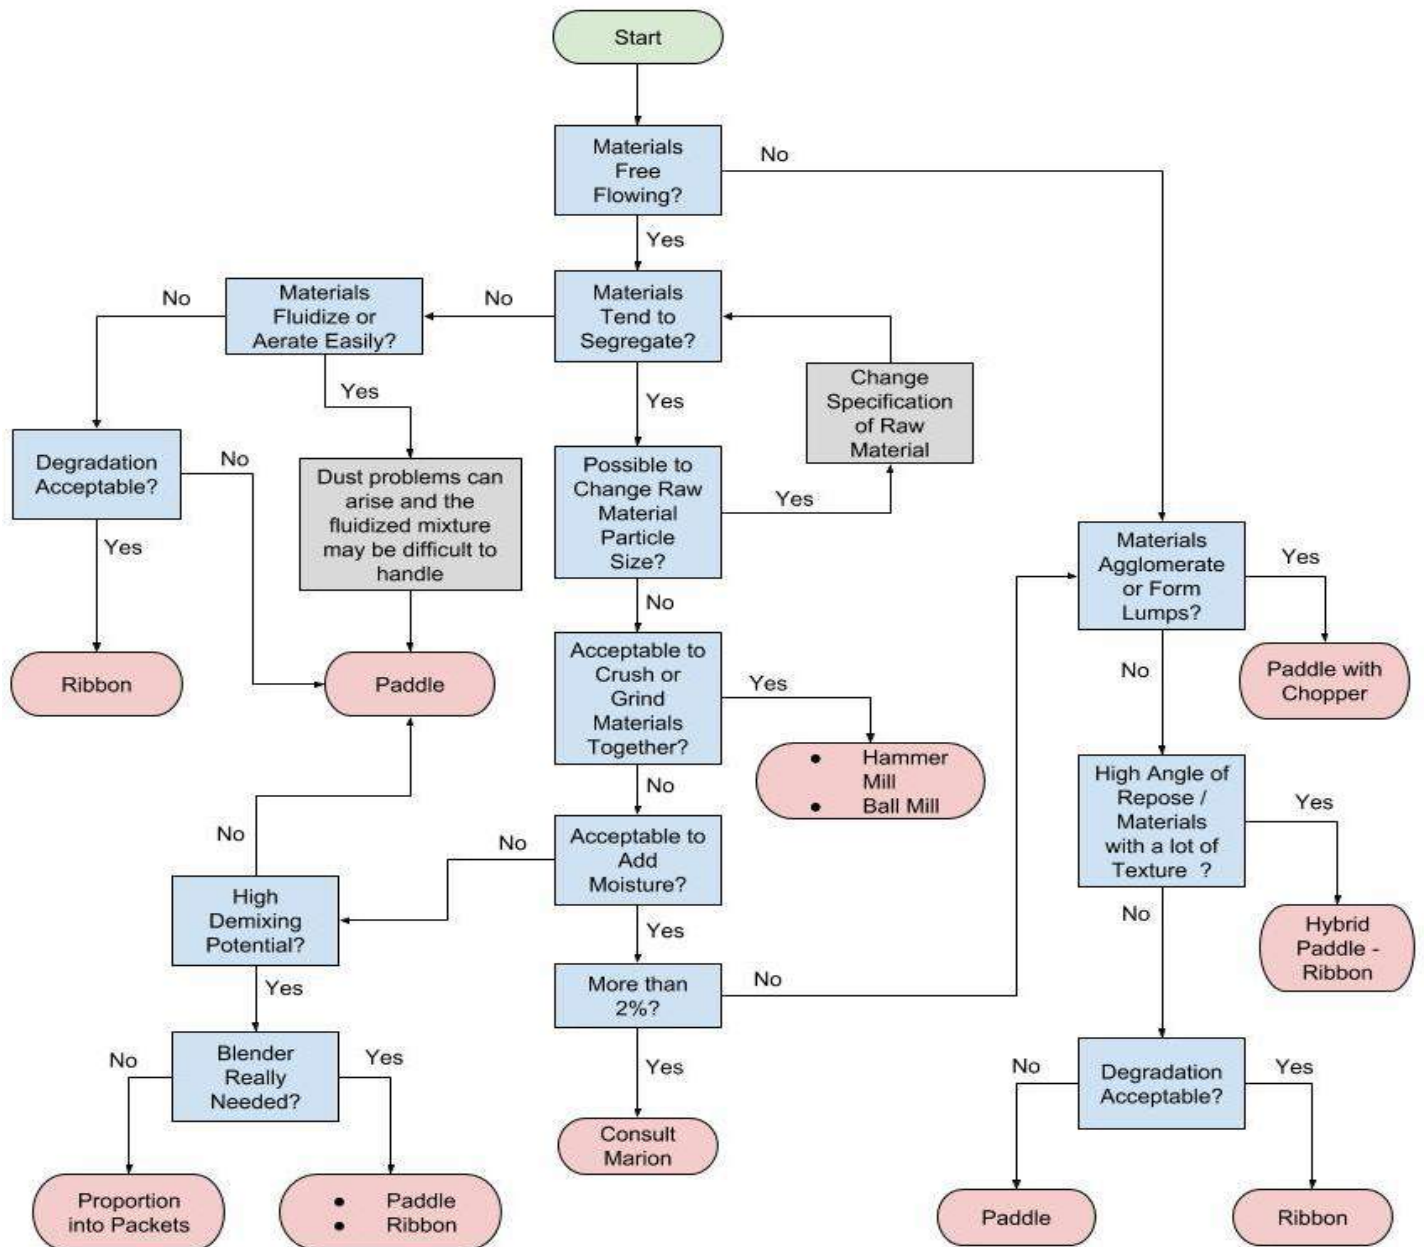 Start
Materials
Free
Flowing?
No
Yes
Materials
Tend to
Segregate?
No
Materials
Fluidize or
Aerate Easily?
No
Yes
Yes
Change
Specification
of Raw
Material
Degradation
Acceptable?
No
Yes
Dust problems can
arise and the
fluidized mixture
may be difficult to
handle
Possible to
Change Raw
Material
Particle
Size?
Yes
No
Materials
Agglomerate
or Form
Lumps?
Yes
No
Ribbon
Paddle
Acceptable to
Crush or
Grind
Materials
Together?
Yes
No
Paddle with
Chopper
● Hammer
Mill
● Ball Mill
High Angle of
Repose /
Materials
with a lot of
Texture ?
Yes
No
Acceptable to
Add
Moisture?
No
Yes
No
High
Demixing
Potential?
Yes
Hybrid
Paddle -
Ribbon
More than
2%?
No
Yes
Blender
Really
Needed?
No
Yes
Degradation
Acceptable?
No
Yes
Consult
Marion
Proportion
into Packets
● Paddle
● Ribbon
Paddle
Ribbon